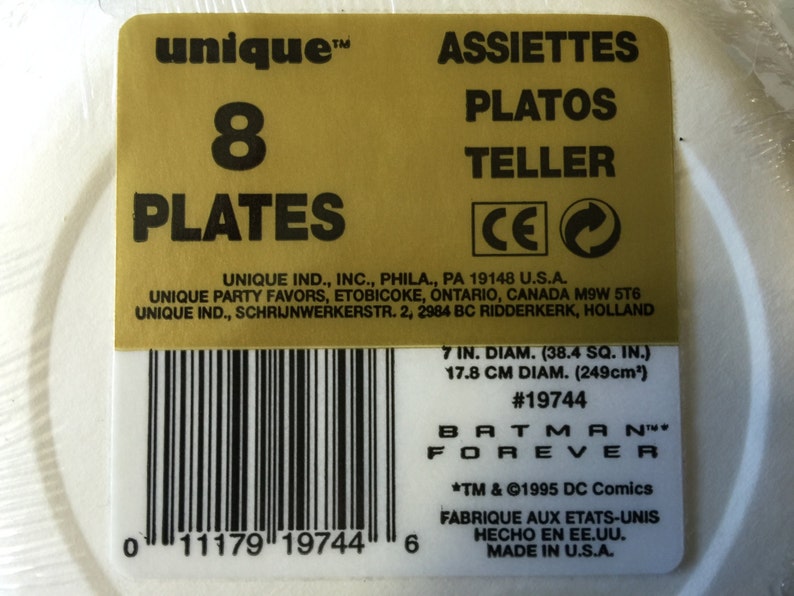 unique™
8
PLATES
ASSIETTES
PLATOS
TELLER
CE
UNIQUE IND., INC., PHILA., PA 19148 U.S.A.
UNIQUE PARTY FAVORS, ETOBICOKE, ONTARIO, CANADA M9W 5T6
UNIQUE IND., SCHRIJNWERKERSTR. 2, 2984 BC RIDDERKERK, HOLLAND
7 IN. DIAM. (38.4 SQ. IN.)
17.8 CM DIAM. (249cm²)
#19744
BATMAN™*
FOREVER
*TM & ©1995 DC Comics
FABRIQUE AUX ETATS-UNIS
HECHO EN EE.UU.
MADE IN U.S.A.
0 11179 19744 6